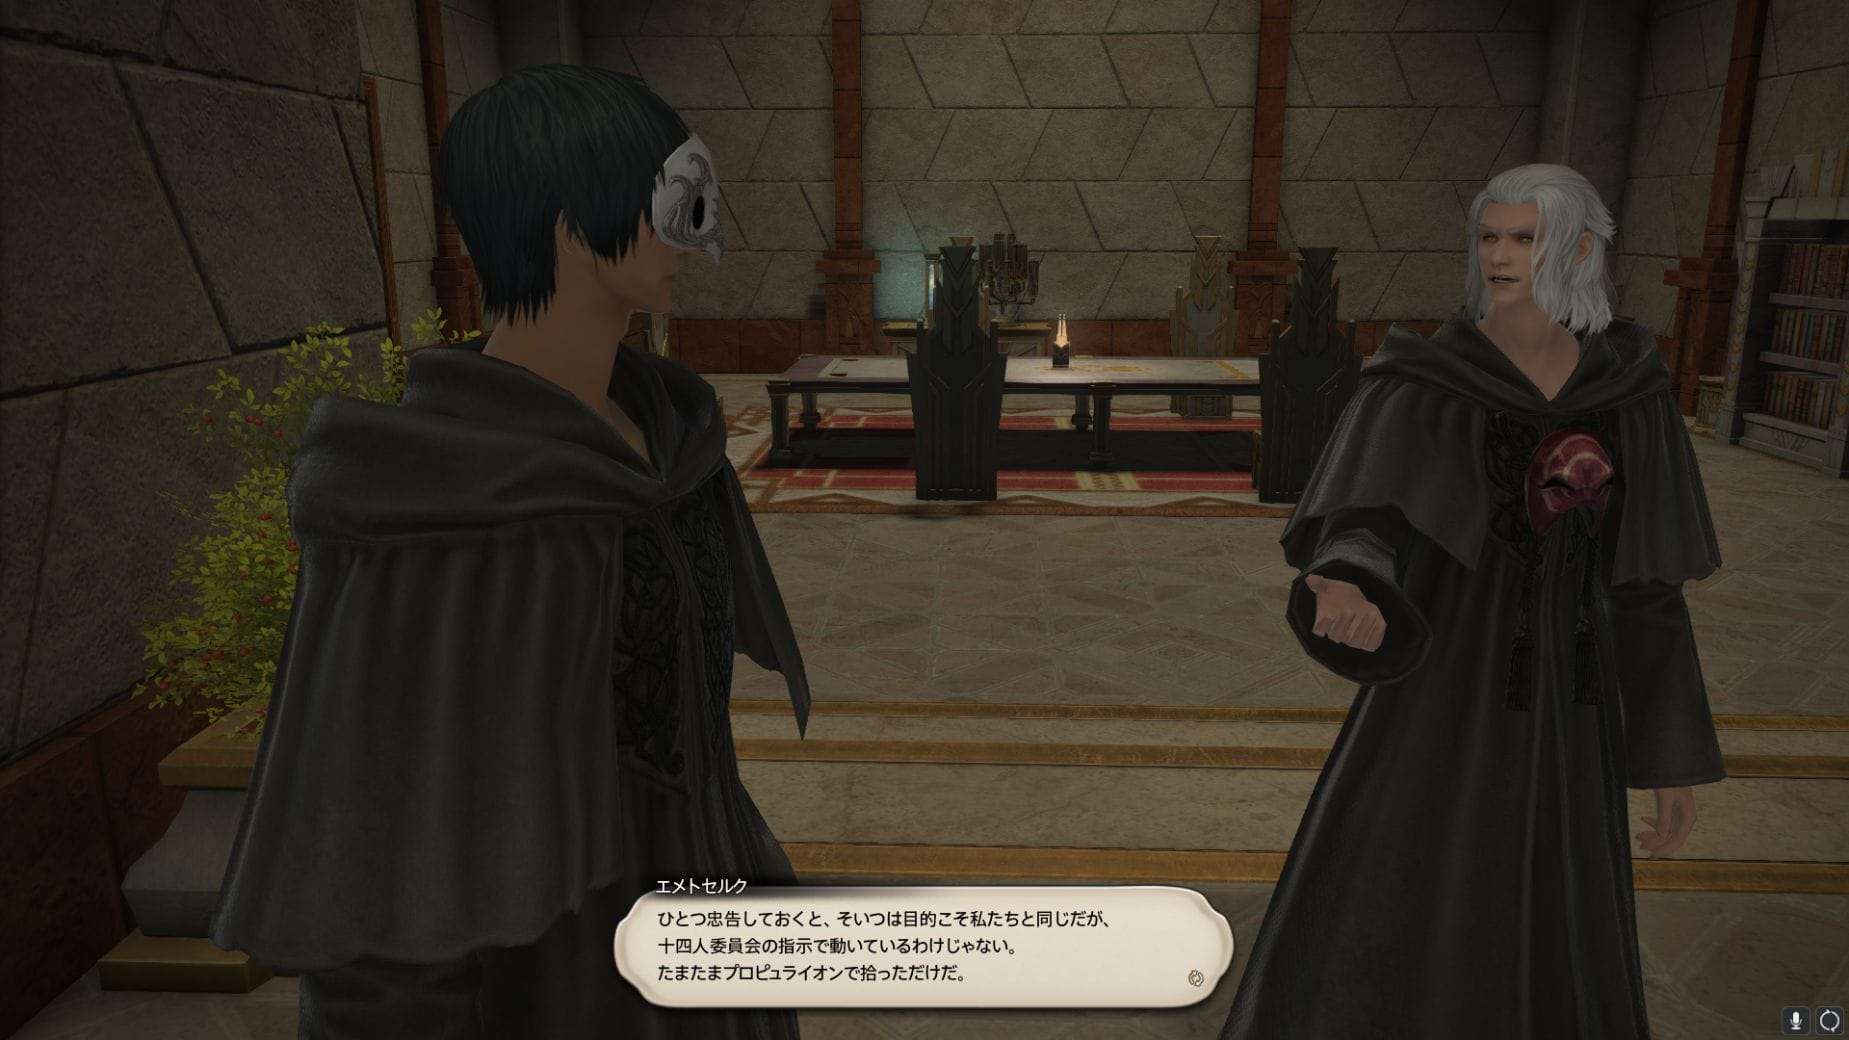 エメトセルク
ひとつ忠告しておくと、そいつは目的こそ私たちと同じだが、
十四人委員会の指示で動いているわけじゃない。
たまたまプロピュライオンで拾っただけだ。